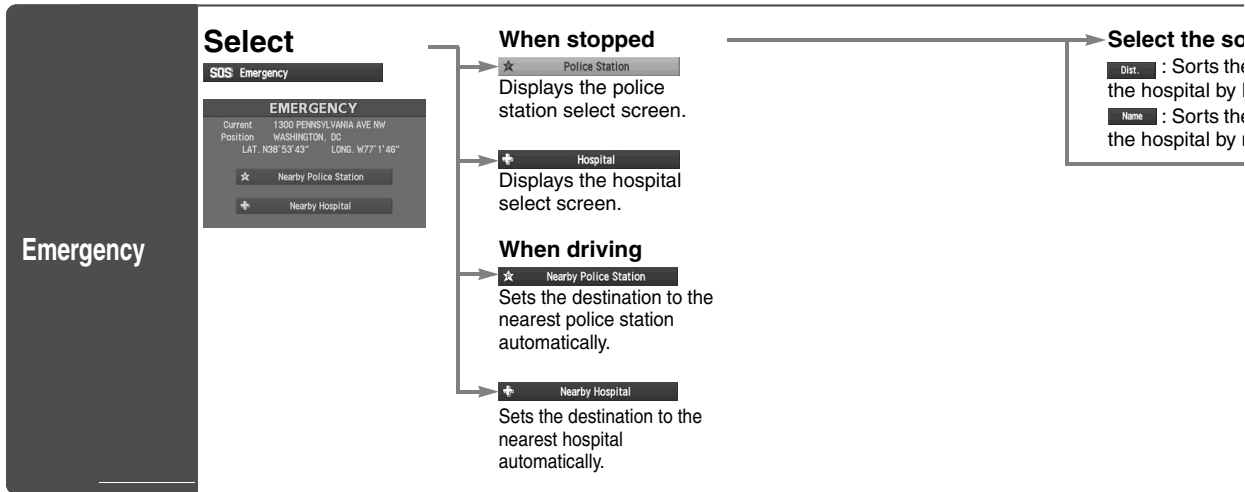 Emergency
Select
SOS Emergency
EMERGENCY
Current 1300 PENNSYLVANIA AVE NW
Position WASHINGTON, DC
LAT. N38°53'43" LONG. W77°1'46"
Nearby Police Station
Nearby Hospital
When stopped
Police Station
Displays the police
station select screen.
Hospital
Displays the hospital
select screen.
When driving
Nearby Police Station
Sets the destination to the
nearest police station
automatically.
Nearby Hospital
Sets the destination to the
nearest hospital
automatically.
Select the
Dist. : Sorts the
the hospital by
Name : Sorts the
the hospital by